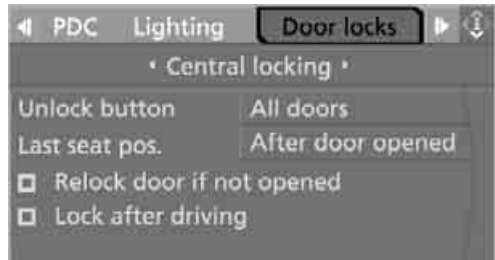 PDC Lighting Door locks
Central locking
Unlock button All doors
Last seat pos. After door opened
Relock door if not opened
Lock after driving